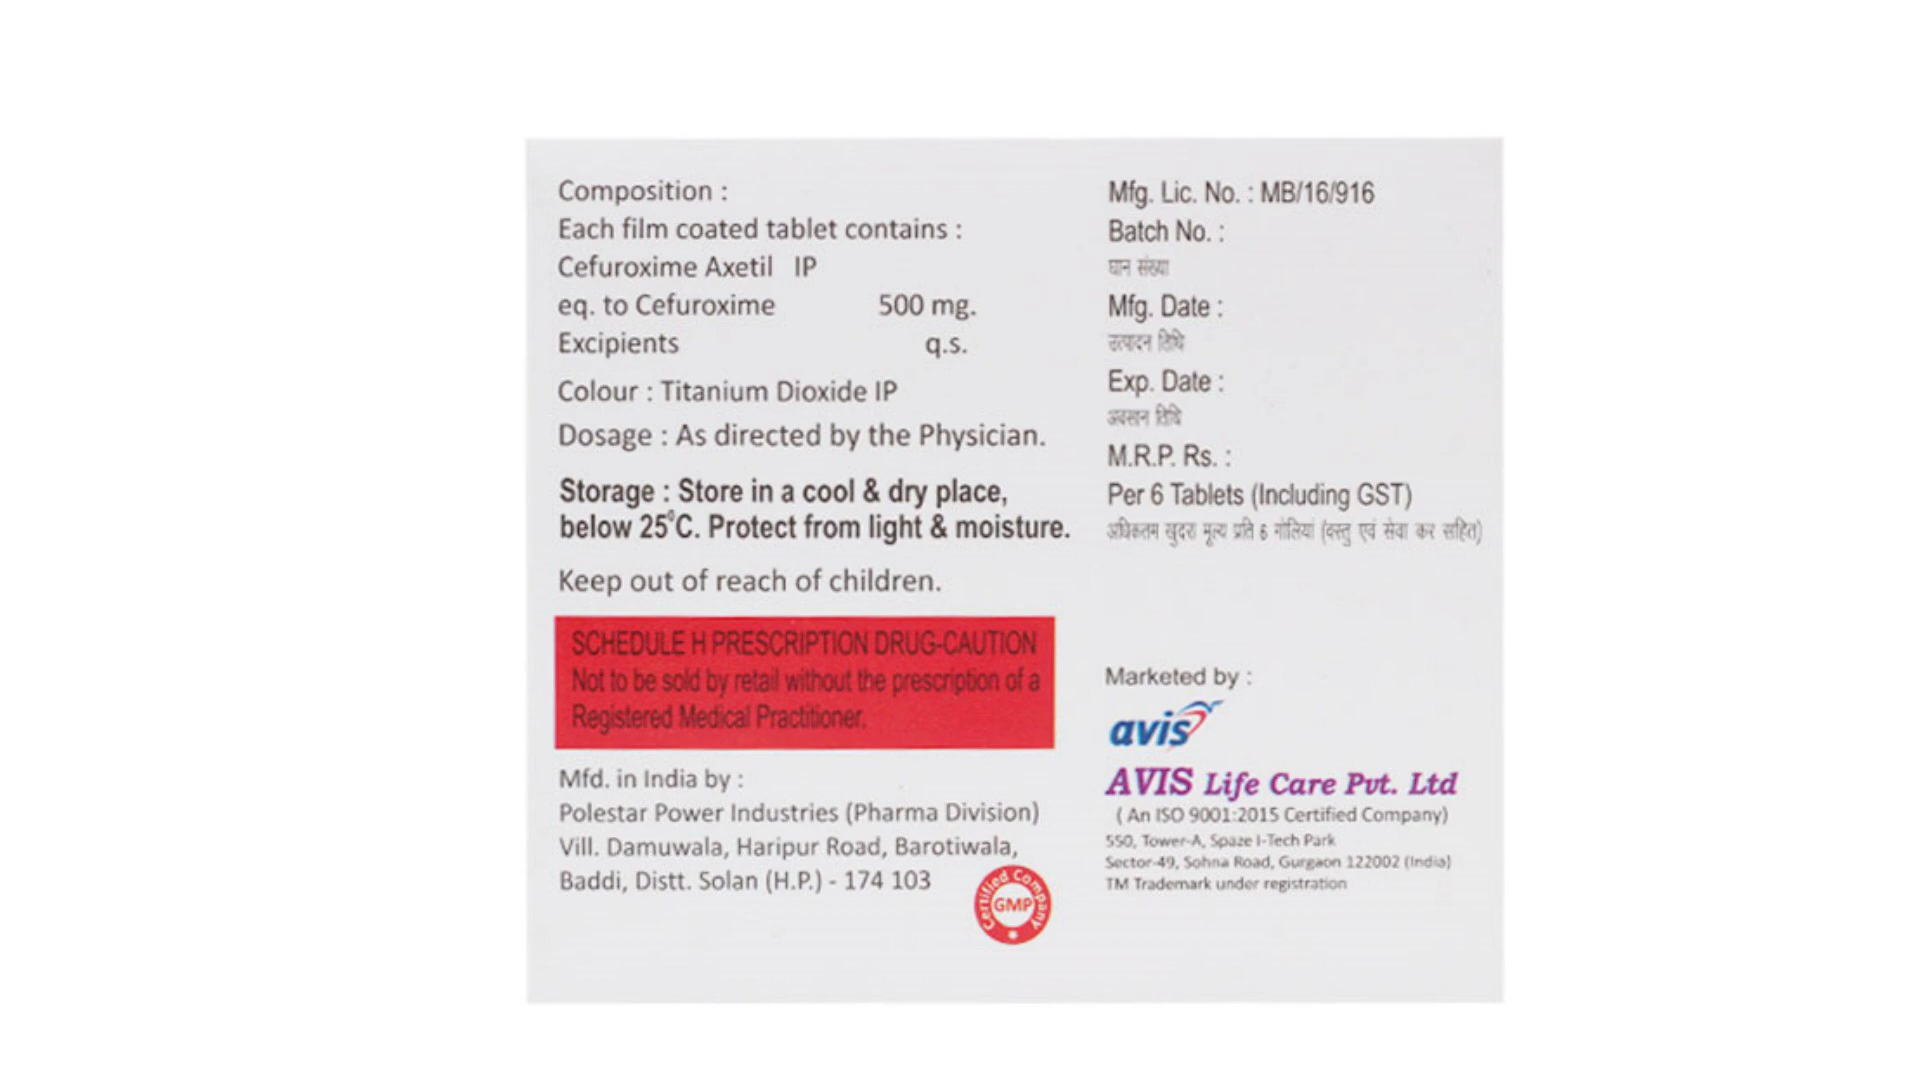 Composition :
Each film coated tablet contains :
Cefuroxime Axetil IP
eq. to Cefuroxime 500 mg.
Excipients q.s.
Colour : Titanium Dioxide IP
Dosage : As directed by the Physician.
Storage : Store in a cool & dry place,
below 25°C. Protect from light & moisture.
Keep out of reach of children.
SCHEDULE H PRESCRIPTION DRUG-CAUTION
Not to be sold by retail without the prescription of a
Registered Medical Practitioner.
Mfd. in India by :
Polestar Power Industries (Pharma Division)
Vill. Damuwala, Haripur Road, Barotiwala,
Baddi, Distt. Solan (H.P.) - 174 103
Certified Company
GMP
Mfg. Lic. No. : MB/16/916
Batch No. :
घान संख्या
Mfg. Date :
उत्पादन तिथि
Exp. Date :
अवसान तिथि
M.R.P. Rs. :
Per 6 Tablets (Including GST)
अधिकतम खुदरा मूल्य प्रति 6 गोलियां (वस्तु एवं सेवा कर सहित)
Marketed by :
avis
AVIS Life Care Pvt. Ltd
( An ISO 9001:2015 Certified Company)
550, Tower-A, Spaze I-Tech Park
Sector-49, Sohna Road, Gurgaon 122002 (India)
TM Trademark under registration